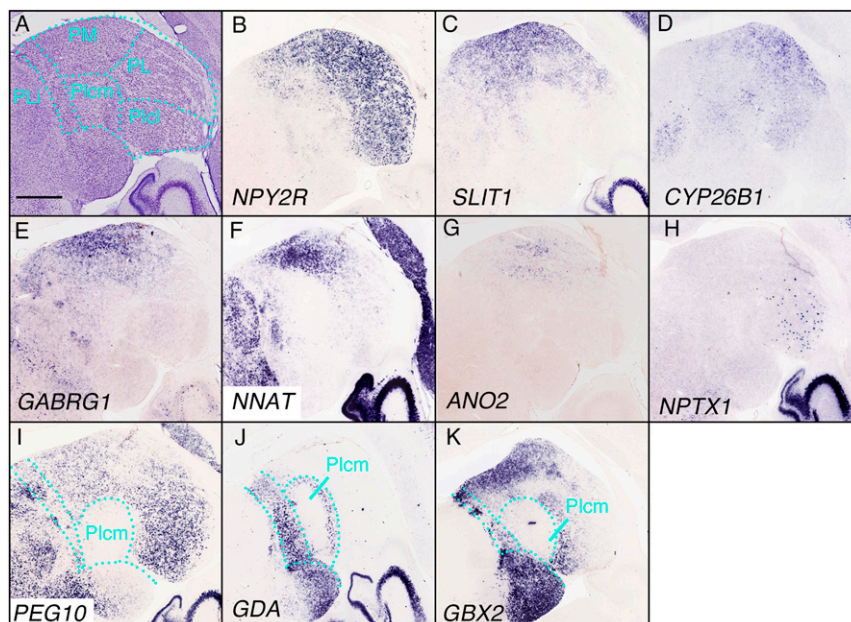 A
PM
PL
PLi
Plcm
Plcl
B
NPY2R
C
SLIT1
D
CYP26B1
E
GABRG1
F
NNAT
G
ANO2
H
NPTX1
I
Plcm
PEG10
J
Plcm
GDA
K
Plcm
GBX2